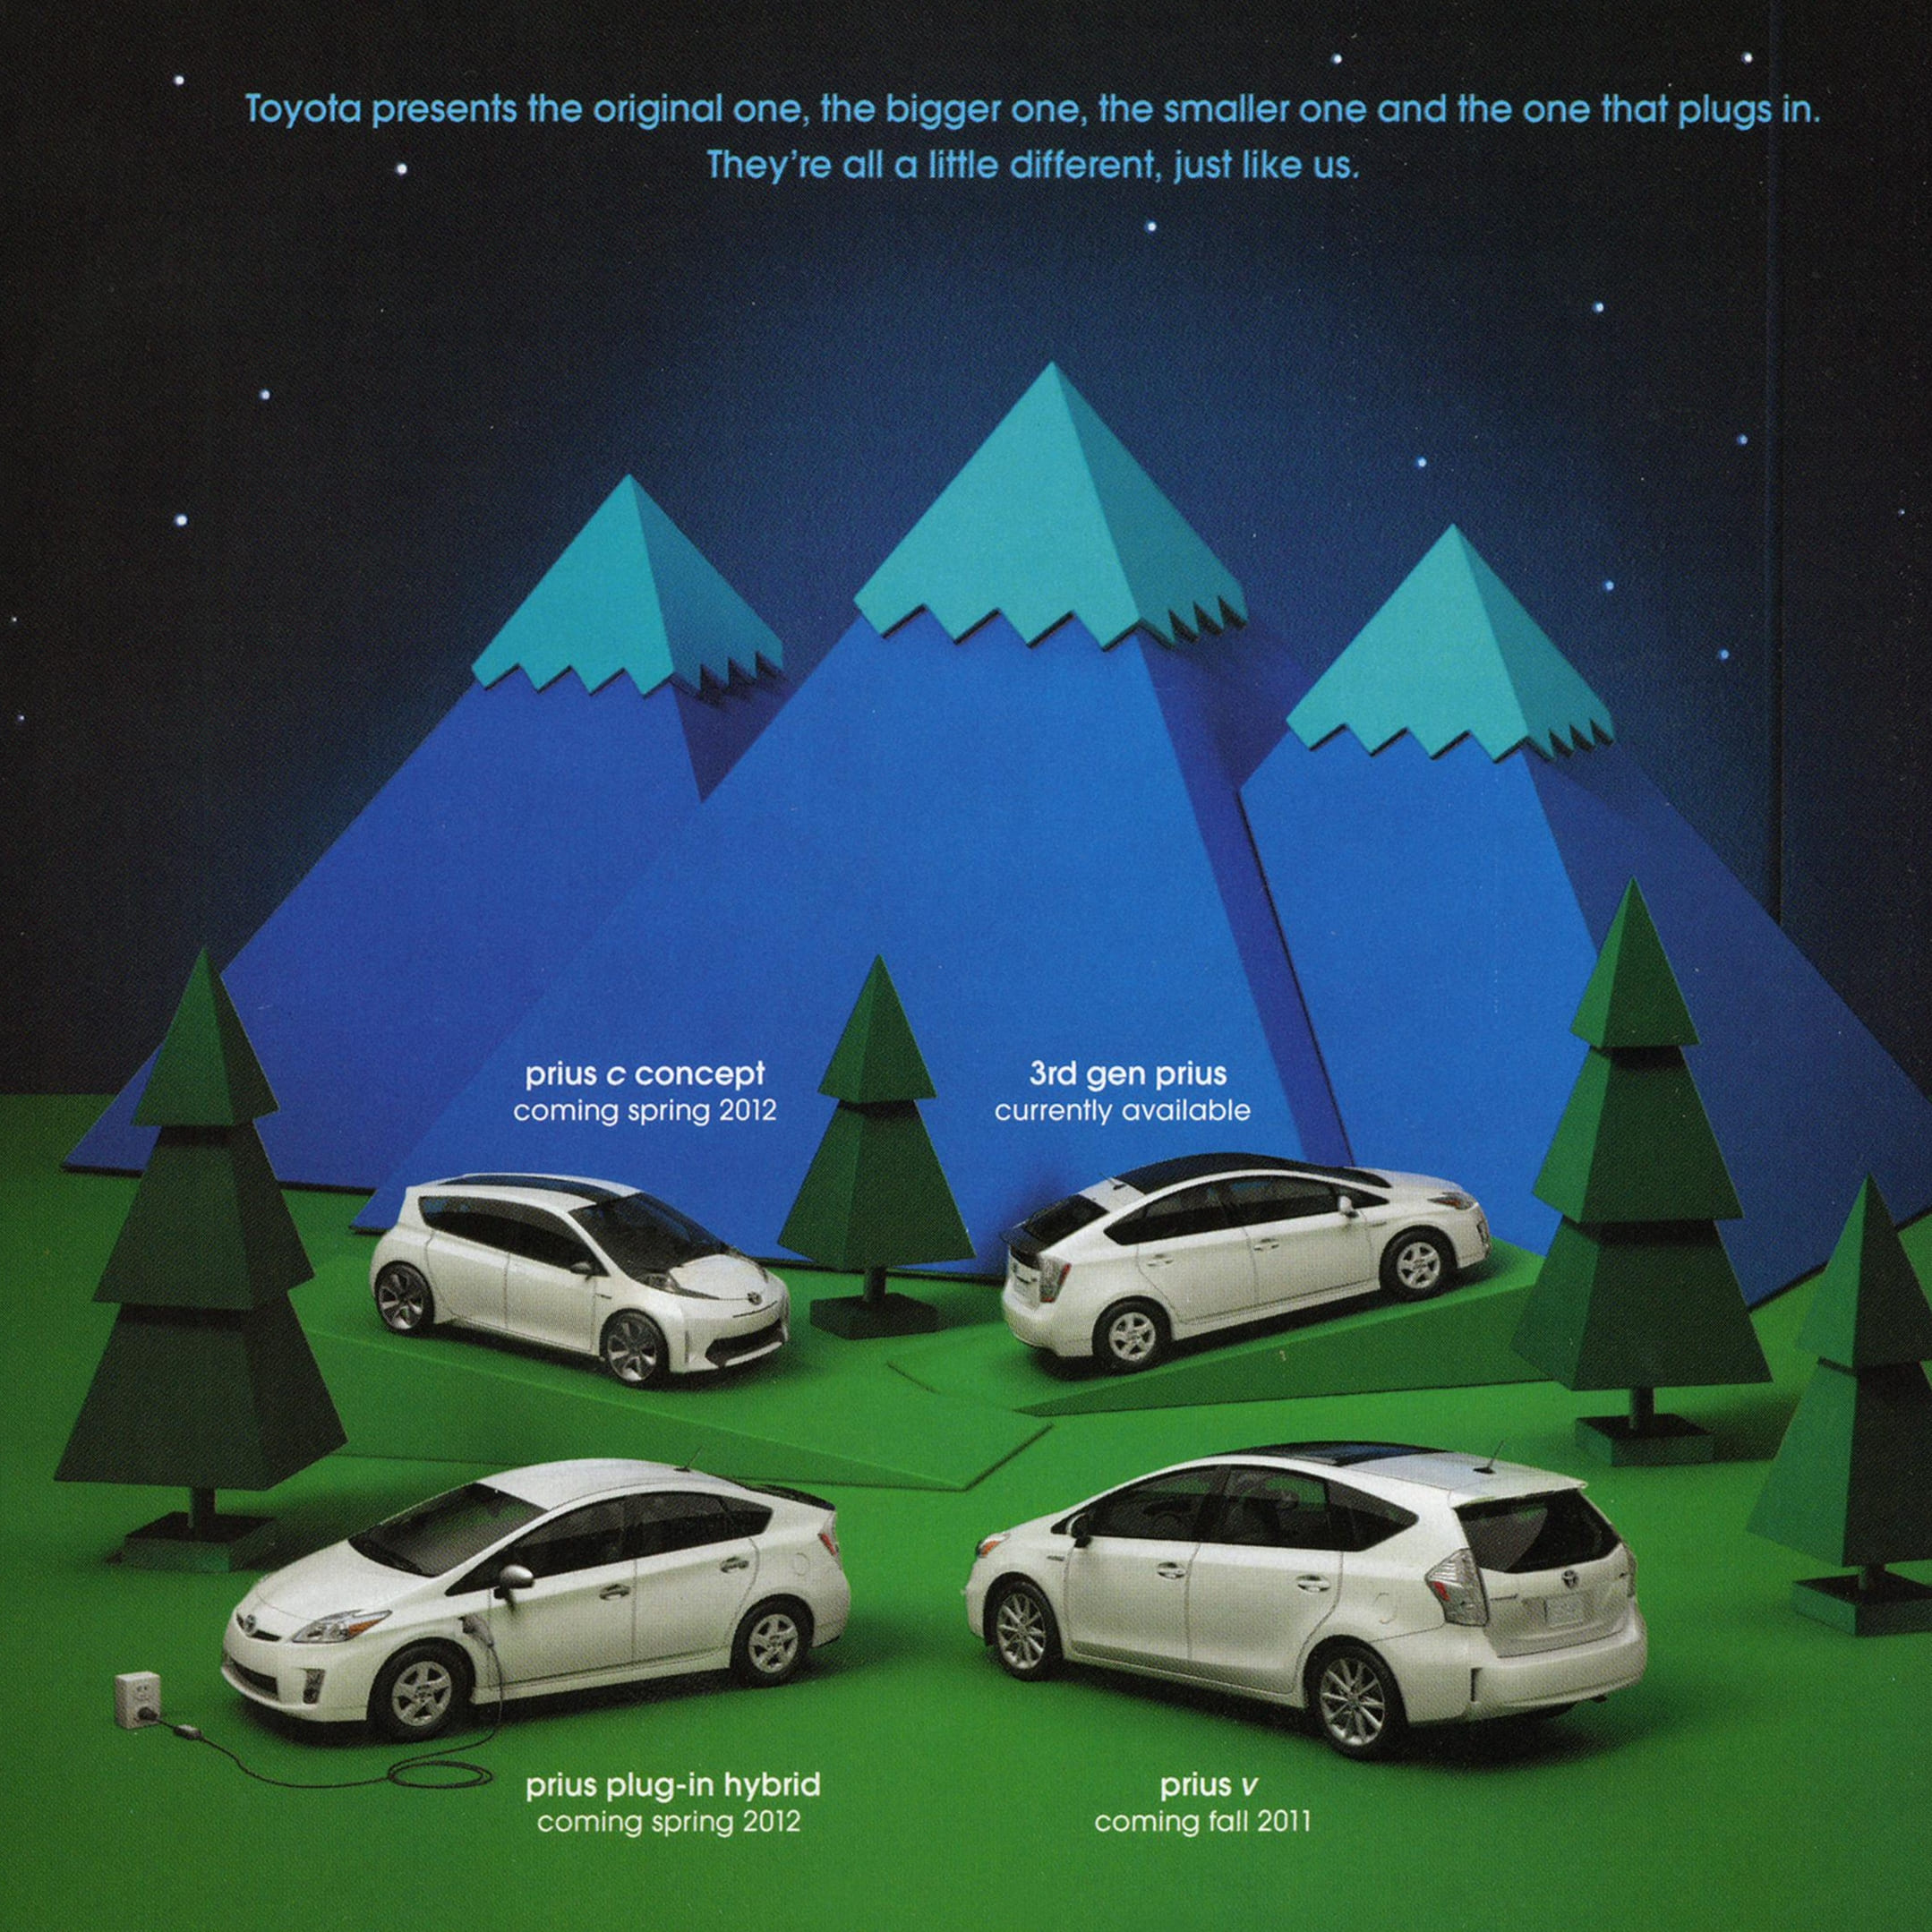 Toyota presents the original one, the bigger one, the smaller one and the one that plugs in.
They're all a little different, just like us.
prius c concept
coming spring 2012
3rd gen prius
currently available
prius plug-in hybrid
coming spring 2012
prius v
coming fall 2011